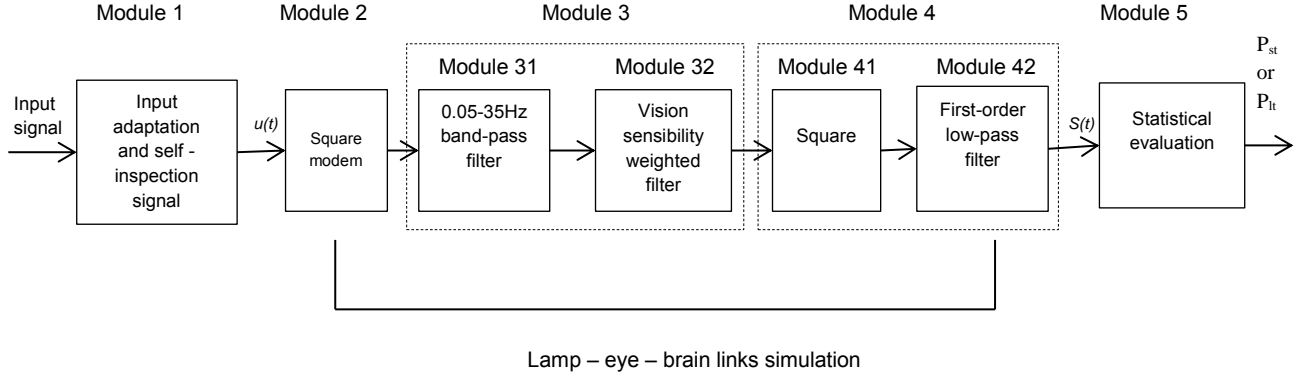 Module 1
Module 2
Module 3
Module 4
Module 5
Module 31
Module 32
Module 41
Module 42
Input
signal
Input
adaptation
and self -
inspection
signal
u(t)
Square
modem
0.05-35Hz
band-pass
filter
Vision
sensibility
weighted
filter
Square
First-order
low-pass
filter
S(t)
Statistical
evaluation
Pst
or
Plt
Lamp – eye – brain links simulation